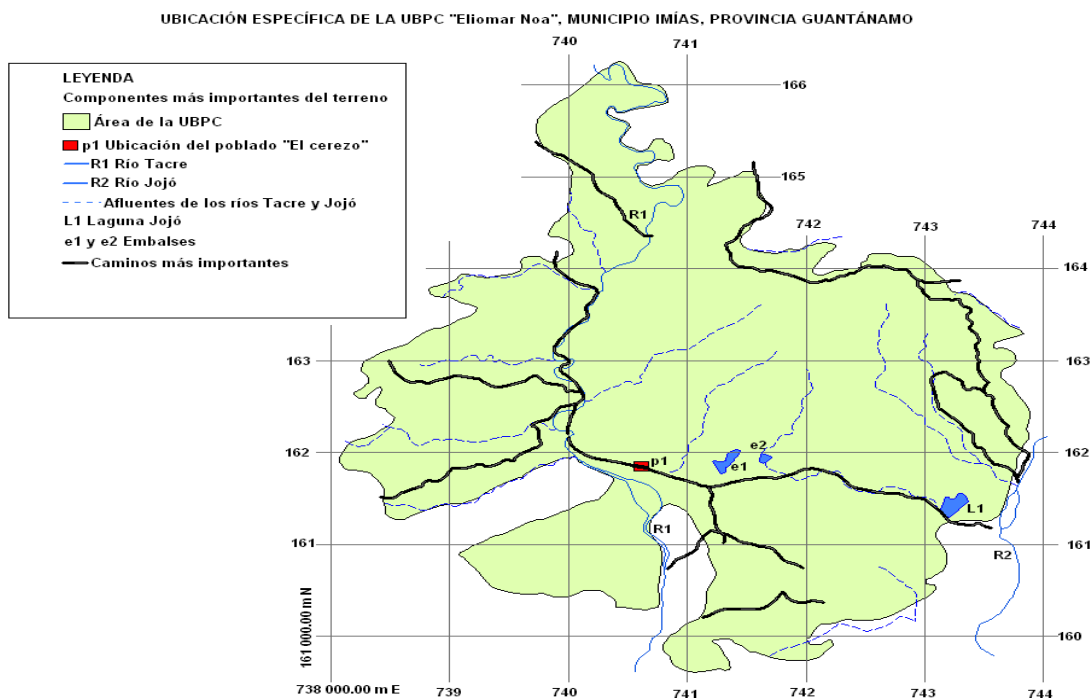 UBICACIÓN ESPECÍFICA DE LA UBPC "Eliomar Noa", MUNICIPIO IMÍAS, PROVINCIA GUANTÁNAMO
740
741
LEYENDA
Componentes más importantes del terreno
Área de la UBPC
p1 Ubicación del poblado "El cerezo"
R1 Río Tacre
R2 Río Jojó
Afluentes de los ríos Tacre y Jojó
L1 Laguna Jojó
e1 y e2 Embalses
Caminos más importantes
166
165
R1
742
743
744
164
163
163
162
e2
162
p1
e1
L1
161
R1
161
R2
161 000.00 m N
160
738 000.00 m E
739
740
741
742
743
744